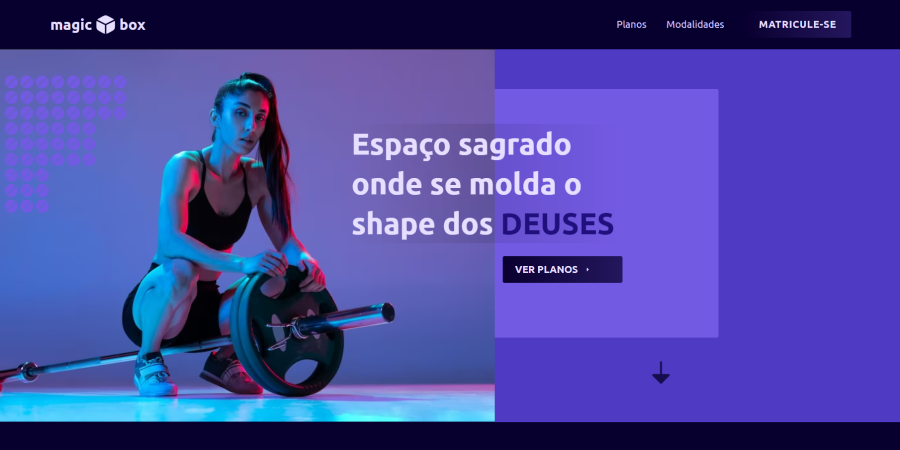 magic box
Planos
Modalidades
MATRICULE-SE
Espaço sagrado
onde se molda o
shape dos DEUSES
VER PLANOS